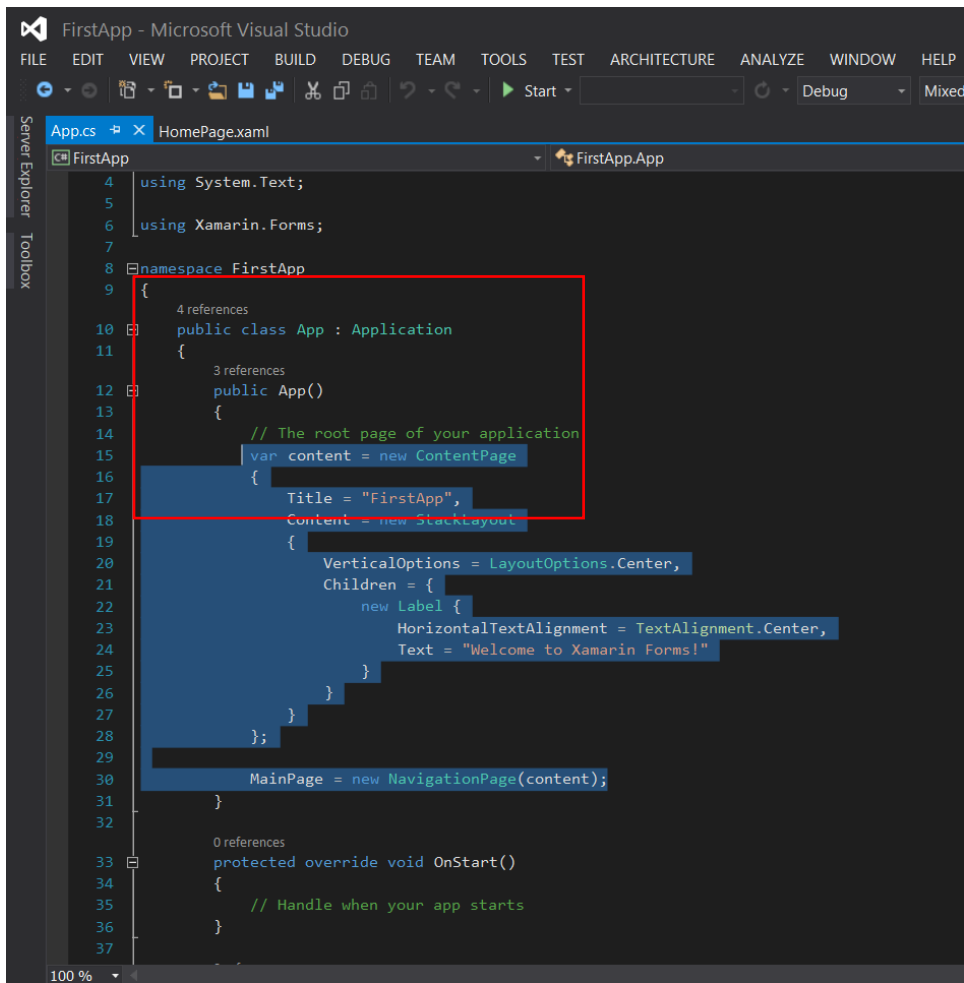 FirstApp - Microsoft Visual Studio
FILE EDIT VIEW PROJECT BUILD DEBUG TEAM TOOLS TEST ARCHITECTURE ANALYZE WINDOW HELP
Start Debug Mixed
Server Explorer
Toolbox
App.cs HomePage.xaml
C# FirstApp FirstApp.App
4 using System.Text;
5
6 using Xamarin.Forms;
7
8 namespace FirstApp
9 {
4 references
10 public class App : Application
11 {
3 references
12 public App()
13 {
14 // The root page of your application
15 var content = new ContentPage
16 {
17 Title = "FirstApp",
18 Content = new StackLayout
19 {
20 VerticalOptions = LayoutOptions.Center,
21 Children = {
22 new Label {
23 HorizontalTextAlignment = TextAlignment.Center,
24 Text = "Welcome to Xamarin Forms!"
25 }
26 }
27 }
28 };
29
30 MainPage = new NavigationPage(content);
31 }
32
0 references
33 protected override void OnStart()
34 {
35 // Handle when your app starts
36 }
37
100 %